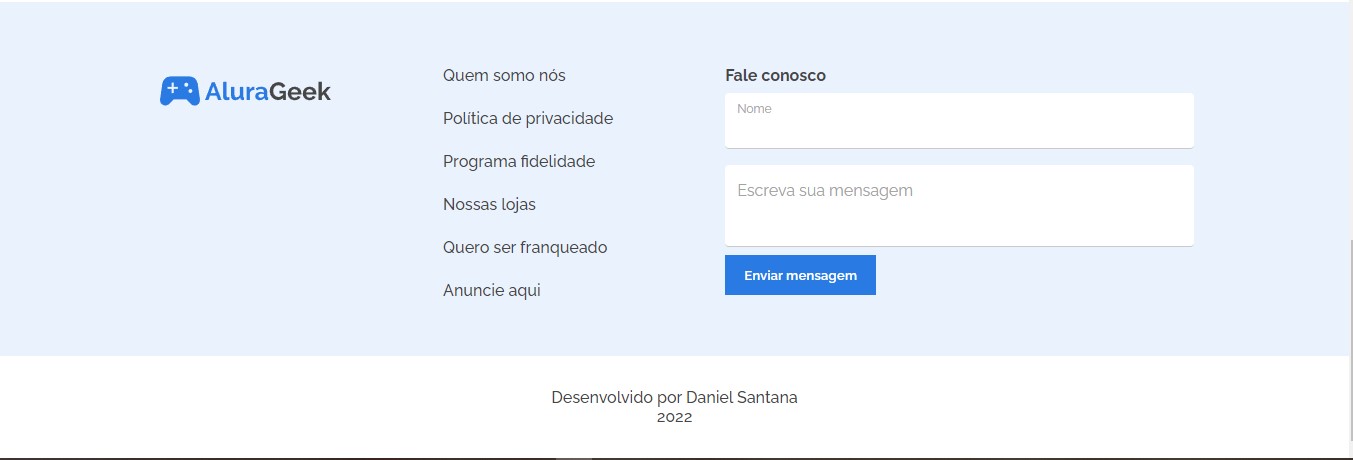 AluraGeek
Quem somo nós
Política de privacidade
Programa fidelidade
Nossas lojas
Quero ser franqueado
Anuncie aqui
Fale conosco
Nome
Escreva sua mensagem
Enviar mensagem
Desenvolvido por Daniel Santana
2022